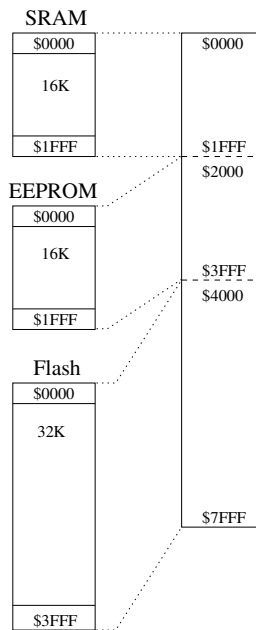 SRAM
$0000
16K
$1FFF
EEPROM
$0000
16K
$1FFF
Flash
$0000
32K
$3FFF
$0000
$1FFF
$2000
$3FFF
$4000
$7FFF